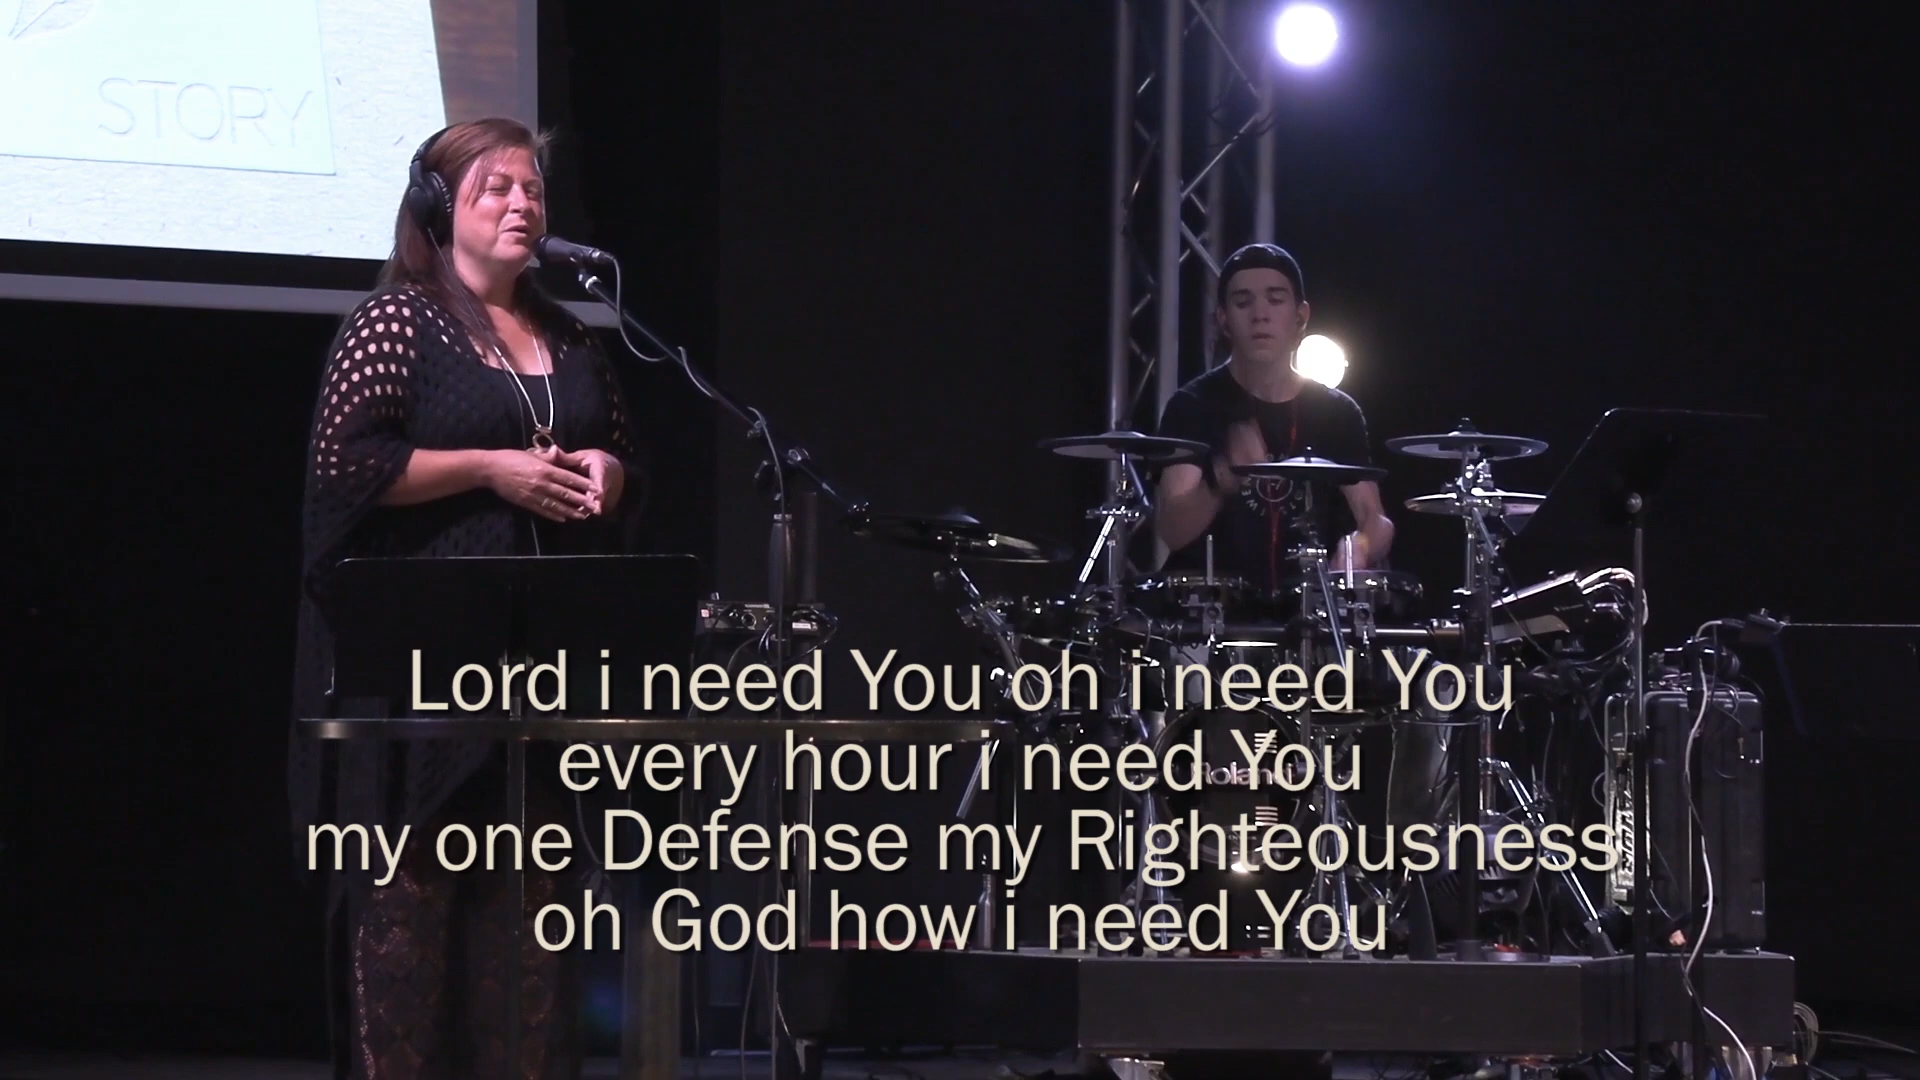 STORY
Lord i need You oh i need You
every hour i need You
my one Defense my Righteousness
oh God how i need You
Roland